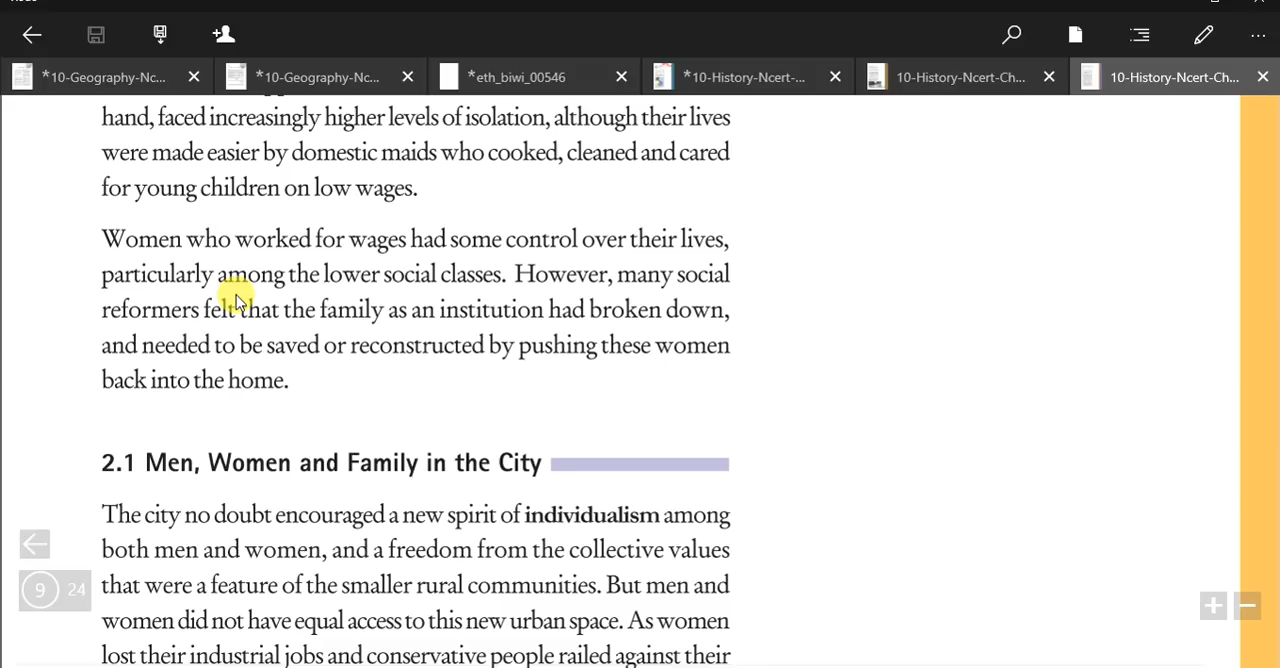 *10-Geography-Nc...
*10-Geography-Nc...
*eth_biwi_00546
*10-History-Ncert-...
10-History-Ncert-Ch...
10-History-Ncert-Ch...
hand, faced increasingly higher levels of isolation, although their lives
were made easier by domestic maids who cooked, cleaned and cared
for young children on low wages.
Women who worked for wages had some control over their lives,
particularly among the lower social classes. However, many social
reformers felt that the family as an institution had broken down,
and needed to be saved or reconstructed by pushing these women
back into the home.
2.1 Men, Women and Family in the City
The city no doubt encouraged a new spirit of individualism among
both men and women, and a freedom from the collective values
that were a feature of the smaller rural communities. But men and
women did not have equal access to this new urban space. As women
lost their industrial jobs and conservative people railed against their
9 24